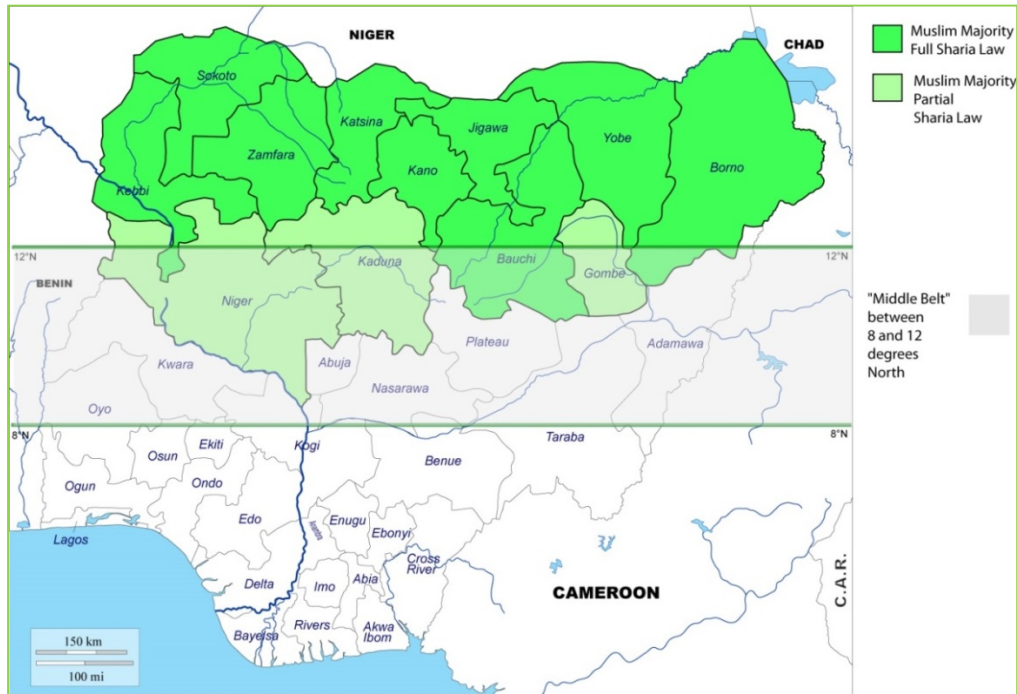 NIGER
CHAD
Sokoto
Katsina
Jigawa
Yobe
Borno
Zamfara
Kano
Kebbi
12°N
12°N
BENIN
Kaduna
Bauchi
Gombe
Niger
Plateau
Adamawa
Kwara
Abuja
Nasarawa
Oyo
8°N
8°N
Kogi
Taraba
Ekiti
Osun
Benue
Ogun
Ondo
Edo
Enugu
Ebonyi
Lagos
Cross
River
Delta
Imo
Abia
CAMEROON
C.A.R.
Bayelsa
Rivers
Akwa
Ibom
150 km
100 mi
Muslim Majority
Full Sharia Law
Muslim Majority
Partial
Sharia Law
"Middle Belt"
between
8 and 12
degrees
North